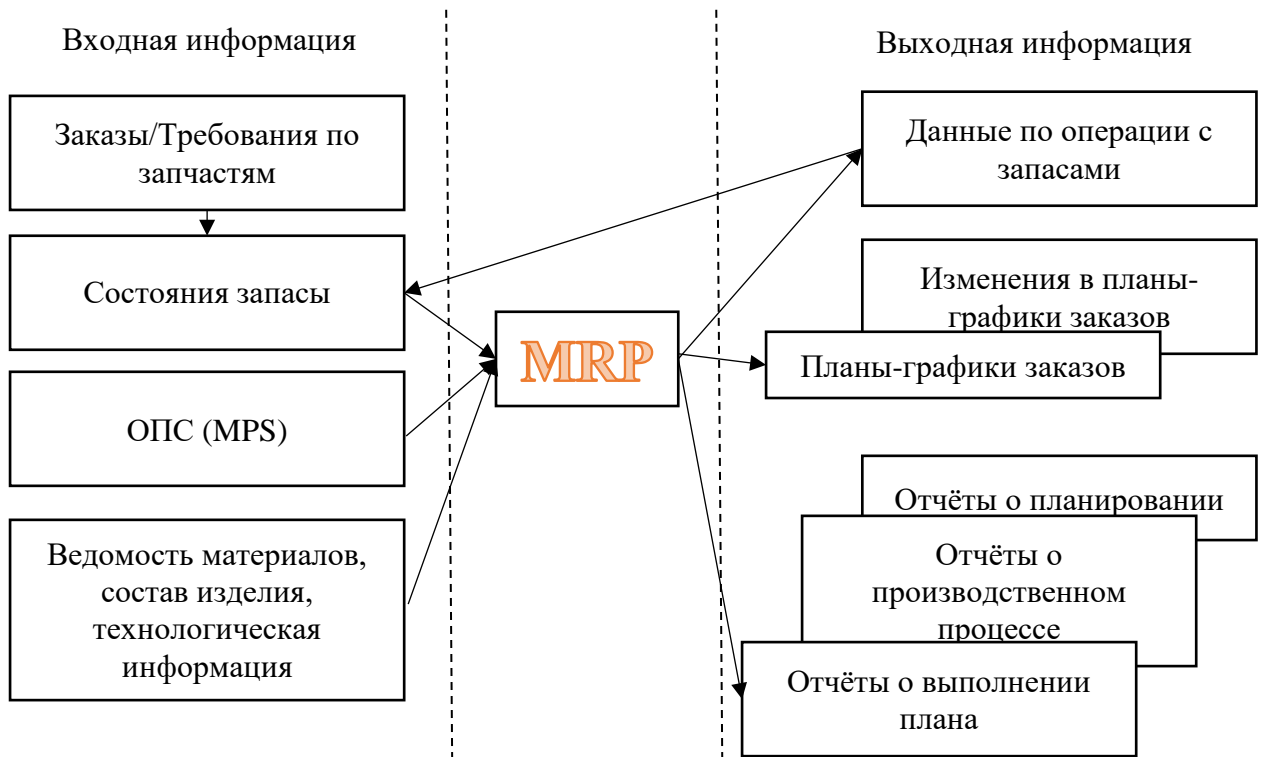 Входная информация
Заказы/Требования по
запчастям
Состояния запасы
ОПС (MPS)
Ведомость материалов,
состав изделия,
технологическая
информация
MRP
Выходная информация
Данные по операции с
запасами
Изменения в планы-
графики заказов
Планы-графики заказов
Отчёты о планировании
Отчёты о
производственном
процессе
Отчёты о выполнении
плана